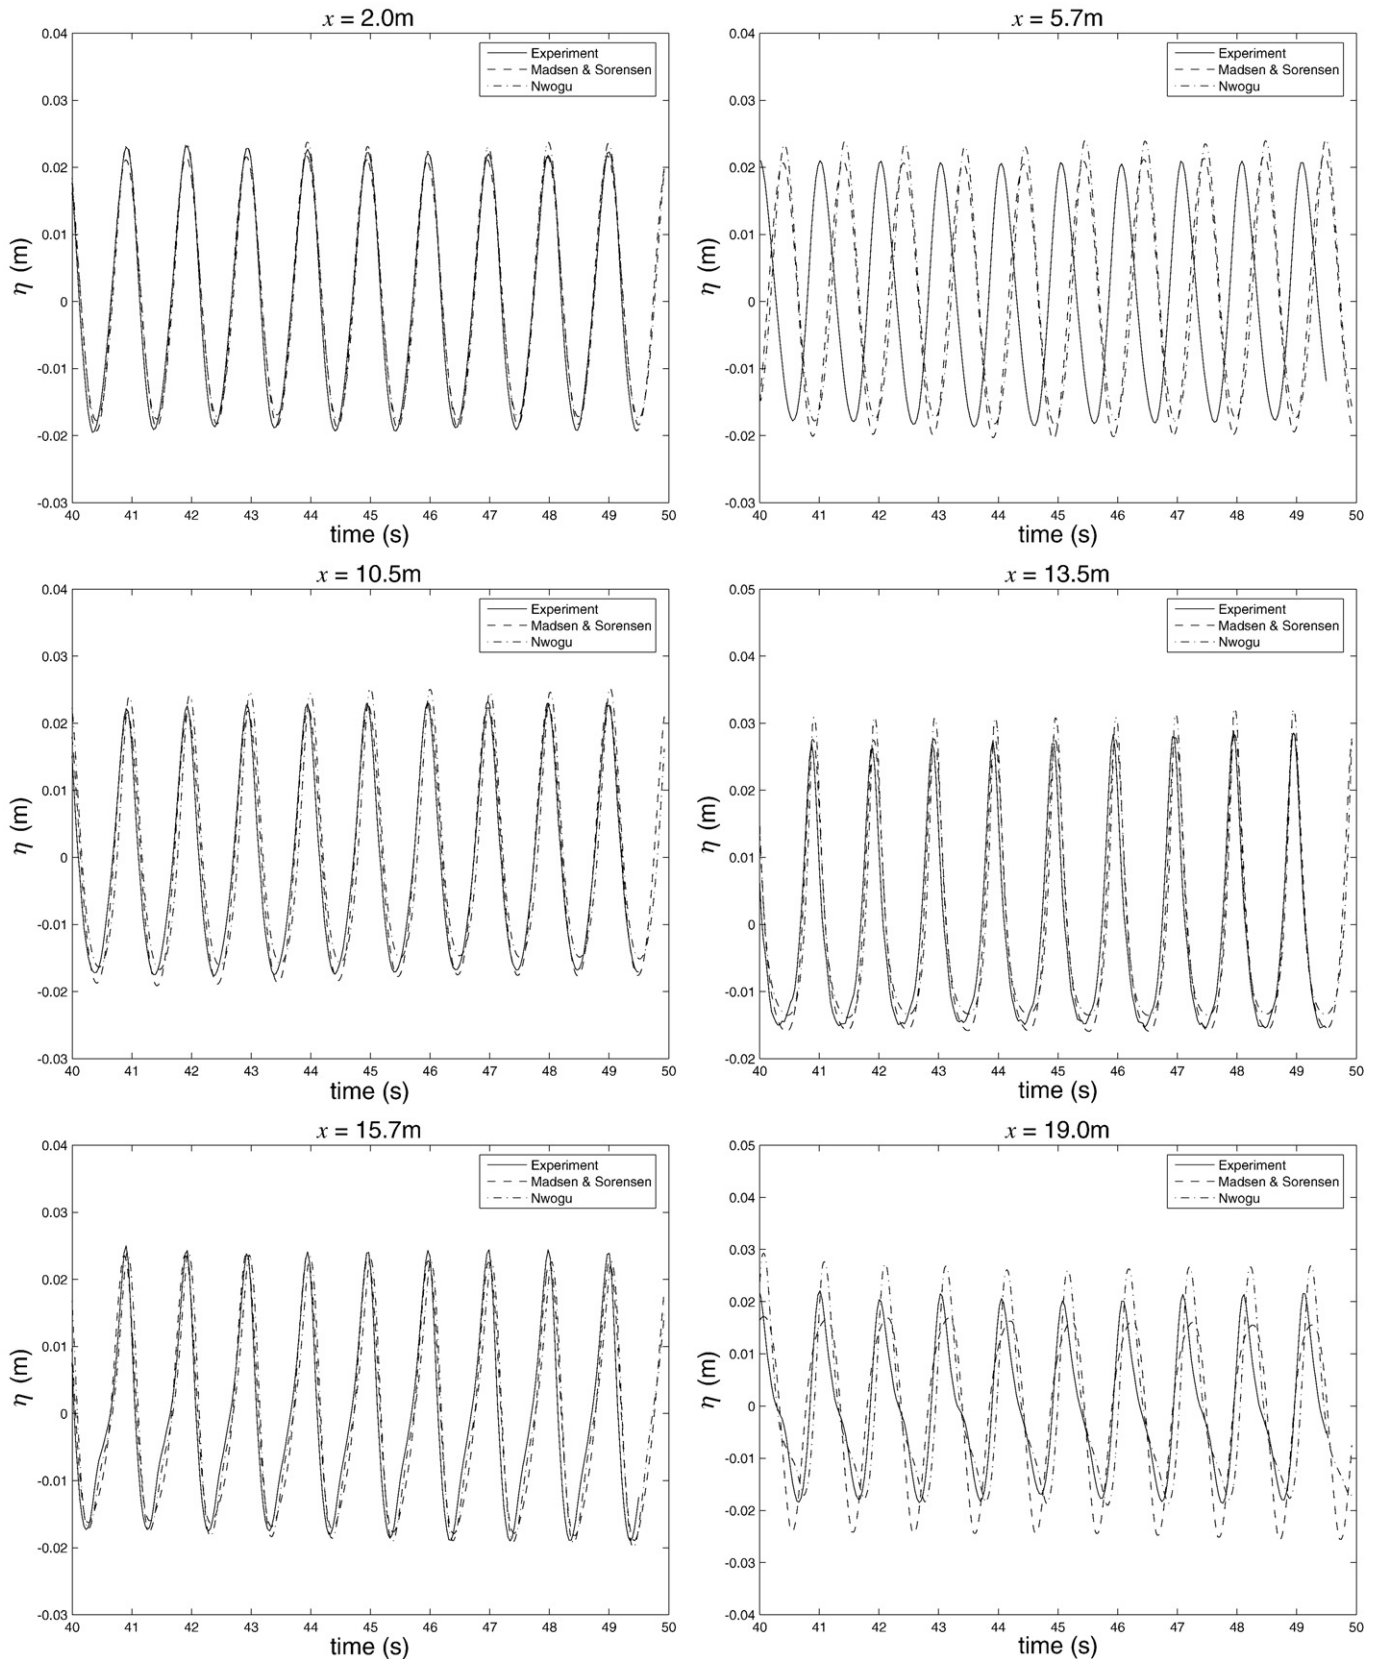 x = 2.0m
0.04
0.03
0.02
0.01
0
-0.01
-0.02
-0.03
η (m)
Experiment
Madsen & Sorensen
Nwogu
40 41 42 43 44 45 46 47 48 49 50
time (s)
x = 5.7m
0.04
0.03
0.02
0.01
0
-0.01
-0.02
-0.03
η (m)
Experiment
Madsen & Sorensen
Nwogu
40 41 42 43 44 45 46 47 48 49 50
time (s)
x = 10.5m
0.04
0.03
0.02
0.01
0
-0.01
-0.02
-0.03
η (m)
Experiment
Madsen & Sorensen
Nwogu
40 41 42 43 44 45 46 47 48 49 50
time (s)
x = 13.5m
0.05
0.04
0.03
0.02
0.01
0
-0.01
-0.02
η (m)
Experiment
Madsen & Sorensen
Nwogu
40 41 42 43 44 45 46 47 48 49 50
time (s)
x = 15.7m
0.04
0.03
0.02
0.01
0
-0.01
-0.02
-0.03
η (m)
Experiment
Madsen & Sorensen
Nwogu
40 41 42 43 44 45 46 47 48 49 50
time (s)
x = 19.0m
0.05
0.04
0.03
0.02
0.01
0
-0.01
-0.02
-0.03
-0.04
η (m)
Experiment
Madsen & Sorensen
Nwogu
40 41 42 43 44 45 46 47 48 49 50
time (s)